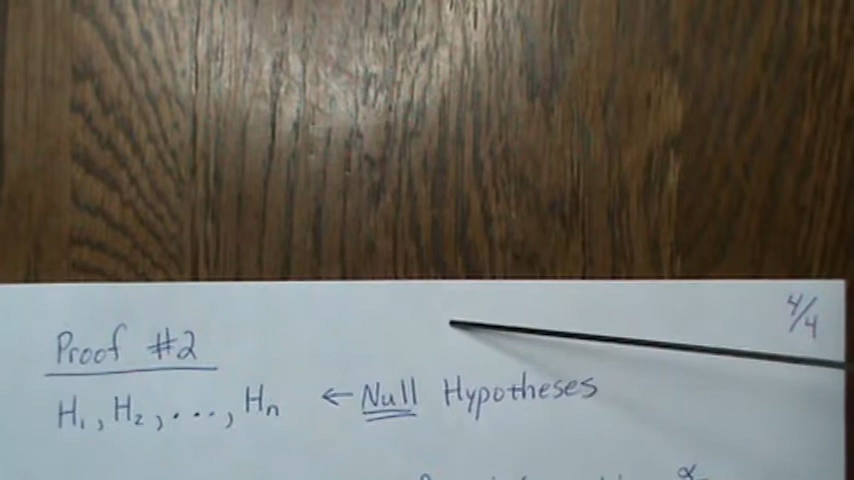 4/4
Proof #2
H₁, H₂, ..., Hn ← Null Hypotheses
α